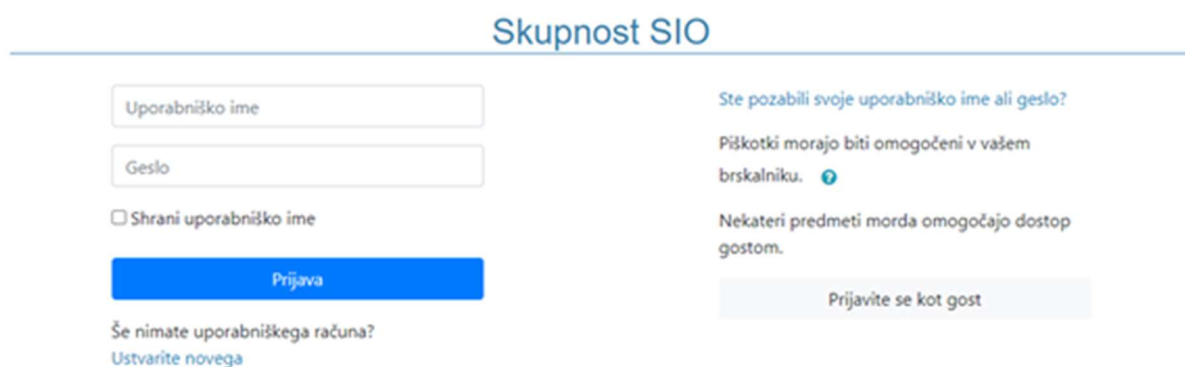 Skupnost SIO
Uporabniško ime
Geslo
Shrani uporabniško ime
Prijava
Še nimate uporabniškega računa?
Ustvarite novega
Ste pozabili svoje uporabniško ime ali geslo?
Piškotki morajo biti omogočeni v vašem
brskalniku. ?
Nekateri predmeti morda omogočajo dostop
gostom.
Prijavite se kot gost